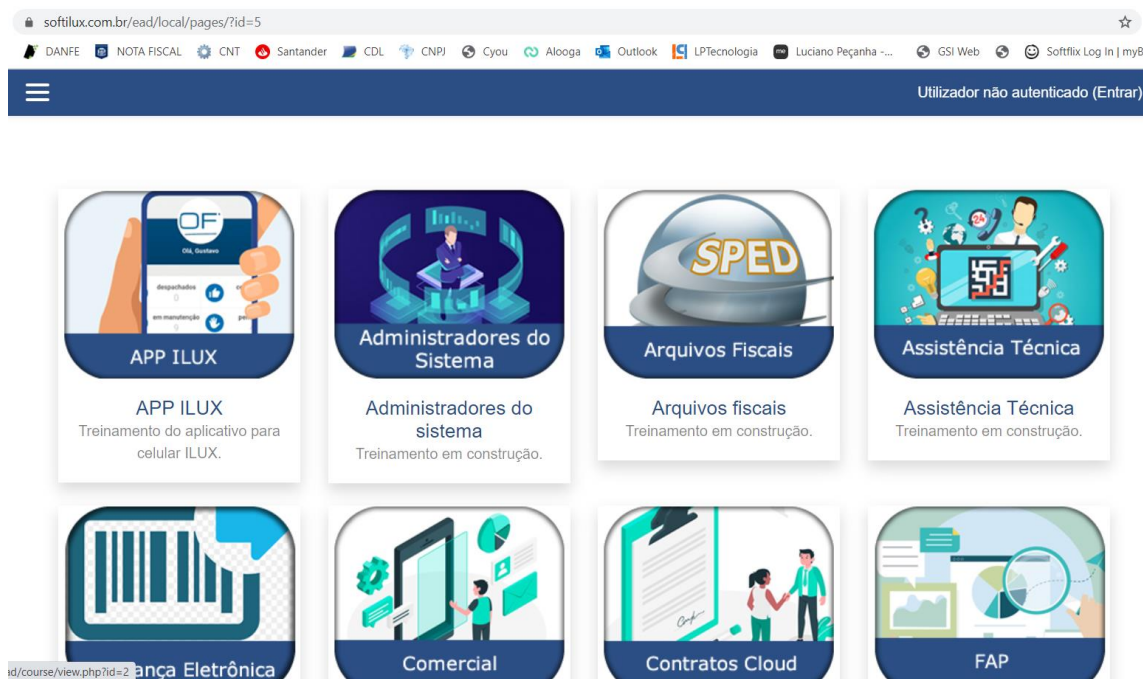 softilux.com.br/ead/local/pages/?id=5
DANFE NOTA FISCAL CNT Santander CDL CNPJ Cyou Alooga Outlook LPTecnologia Luciano Peçanha -... GSI Web Softflix Log In | myB
Utilizador não autenticado (Entrar)
OF
Olá, Gustavo
despachados
0
em manutenção
APP ILUX
Administradores do
Sistema
SPED
Arquivos Fiscais
24
Assistência Técnica
APP ILUX
Treinamento do aplicativo para
celular ILUX.
Administradores do
sistema
Treinamento em construção.
Arquivos fiscais
Treinamento em construção.
Assistência Técnica
Treinamento em construção.
ança Eletrônica
Comercial
Contratos Cloud
FAP
ad/course/view.php?id=2